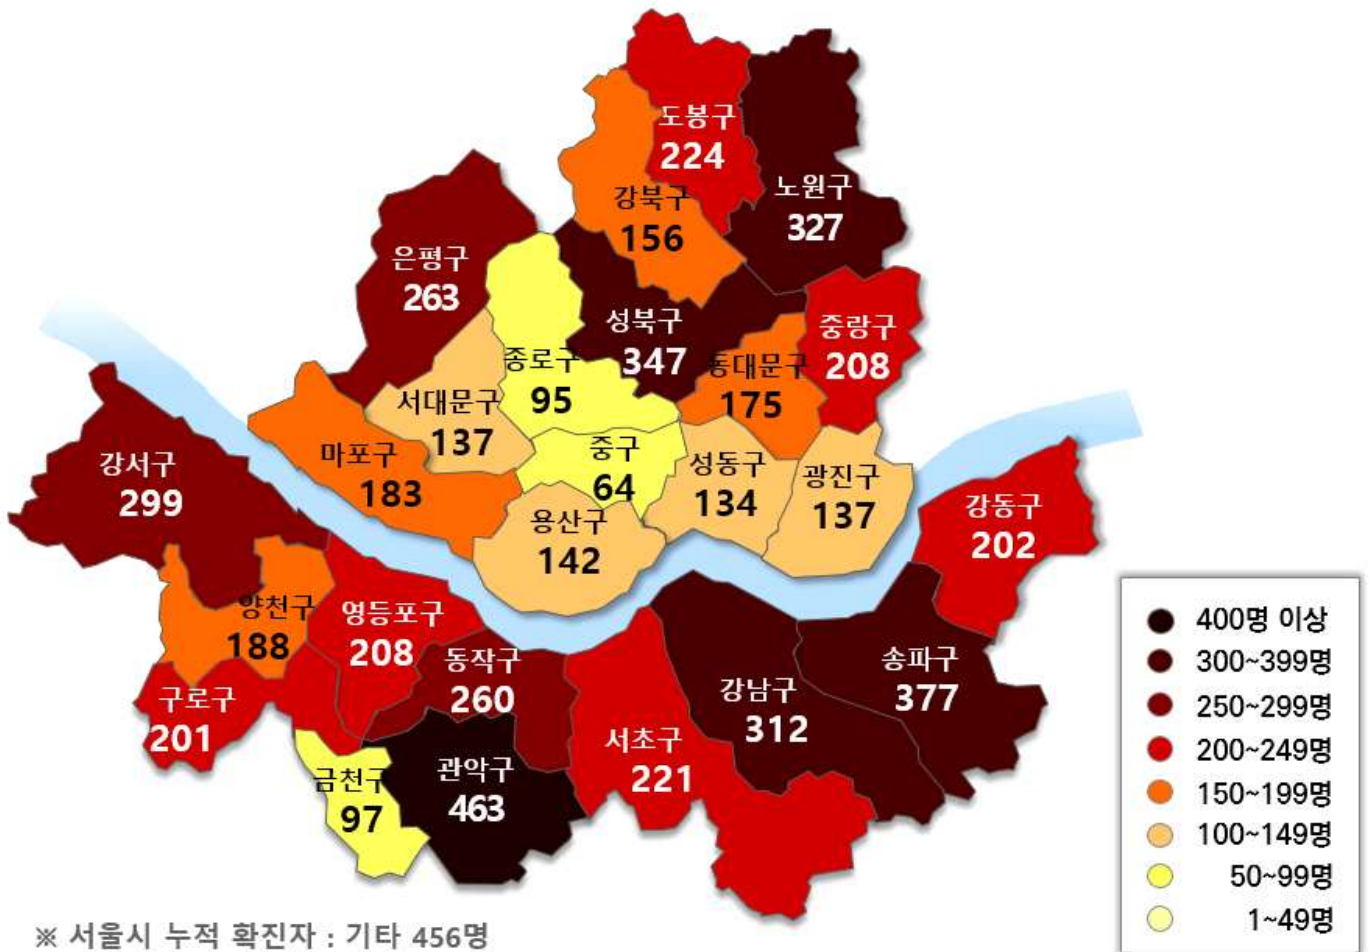 도봉구
224
노원구
327
강북구
156
은평구
263
성북구
347
중랑구
208
종로구
95
동대문구
175
서대문구
137
마포구
183
중구
64
성동구
134
광진구
137
강서구
299
용산구
142
강동구
202
양천구
188
영등포구
208
동작구
260
송파구
377
강남구
312
구로구
201
서초구
221
관악구
463
금천구
97
400명 이상
300~399명
250~299명
200~249명
150~199명
100~149명
50~99명
1~49명
※ 서울시 누적 확진자 : 기타 456명